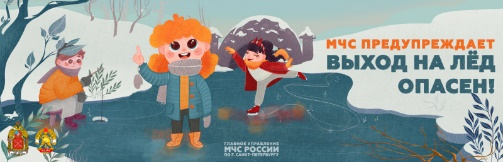 МЧС ПРЕДУПРЕЖДАЕТ
ВЫХОД НА ЛЁД
ОПАСЕН!
ГЛАВНОЕ УПРАВЛЕНИЕ
МЧС РОССИИ
ПО Г. САНКТ-ПЕТЕРБУРГУ